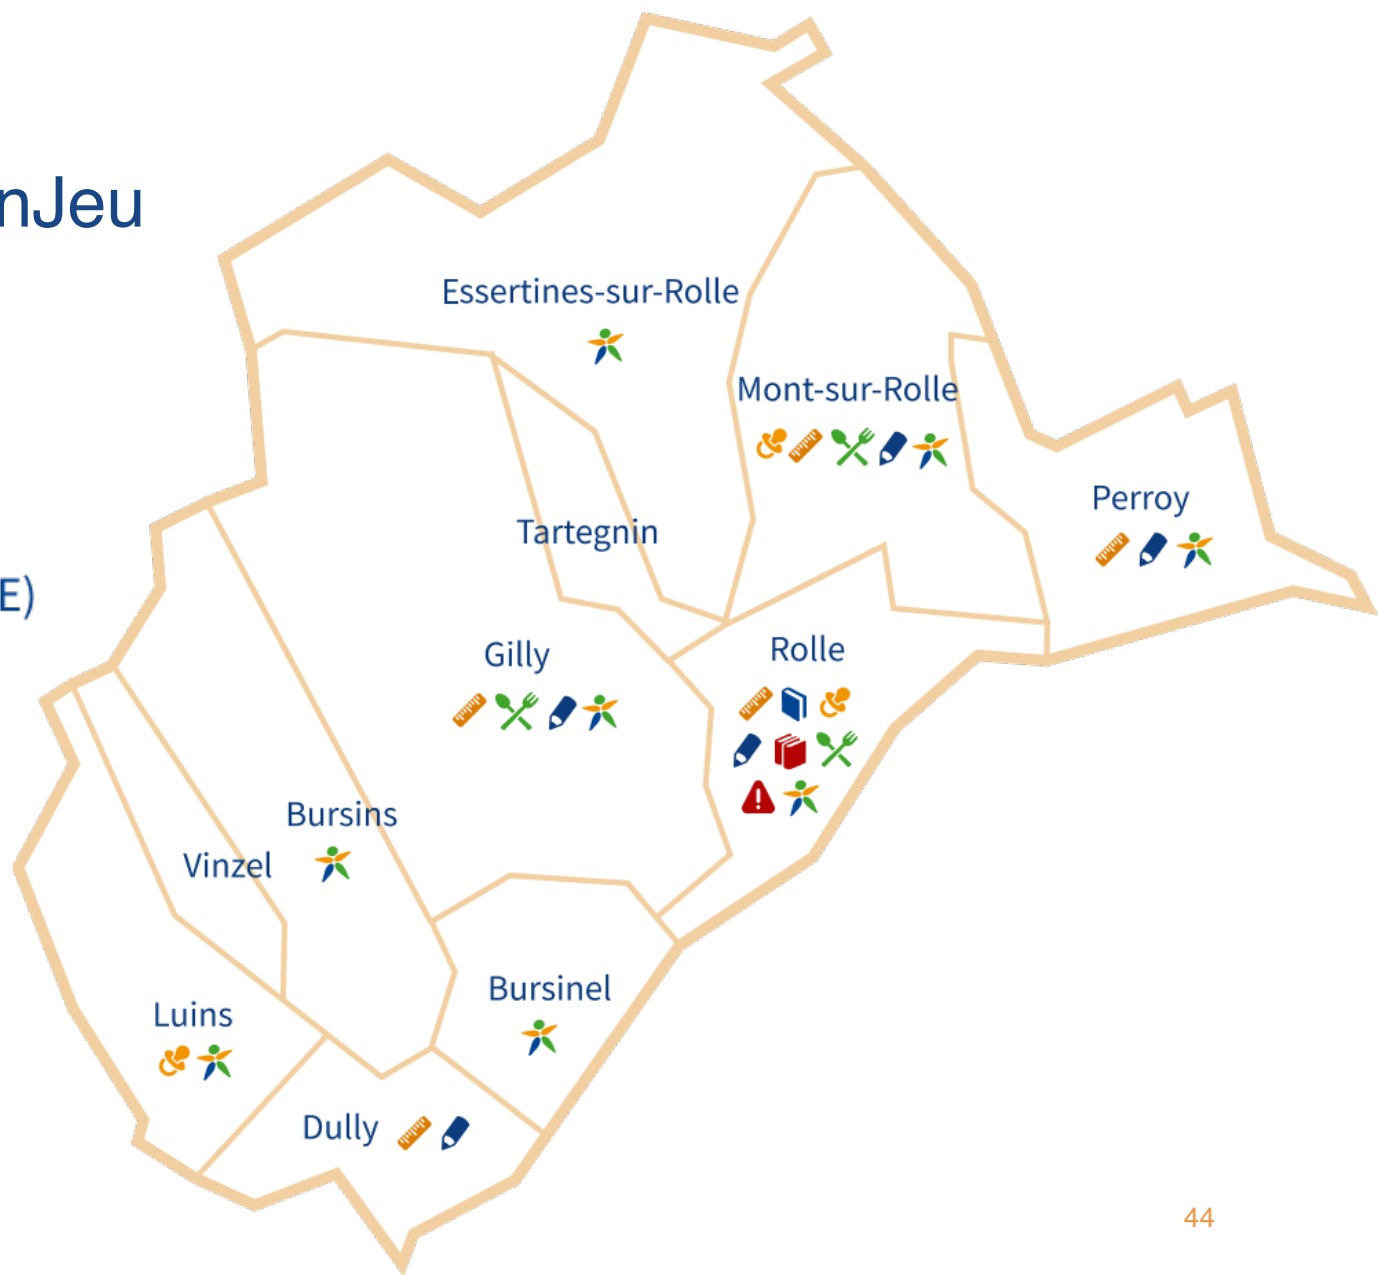 nJeu
Essertines-sur-Rolle
Mont-sur-Rolle
Perroy
Tartegnin
E)
Gilly
Rolle
Bursins
Vinzel
Bursinel
Luins
Dully
44